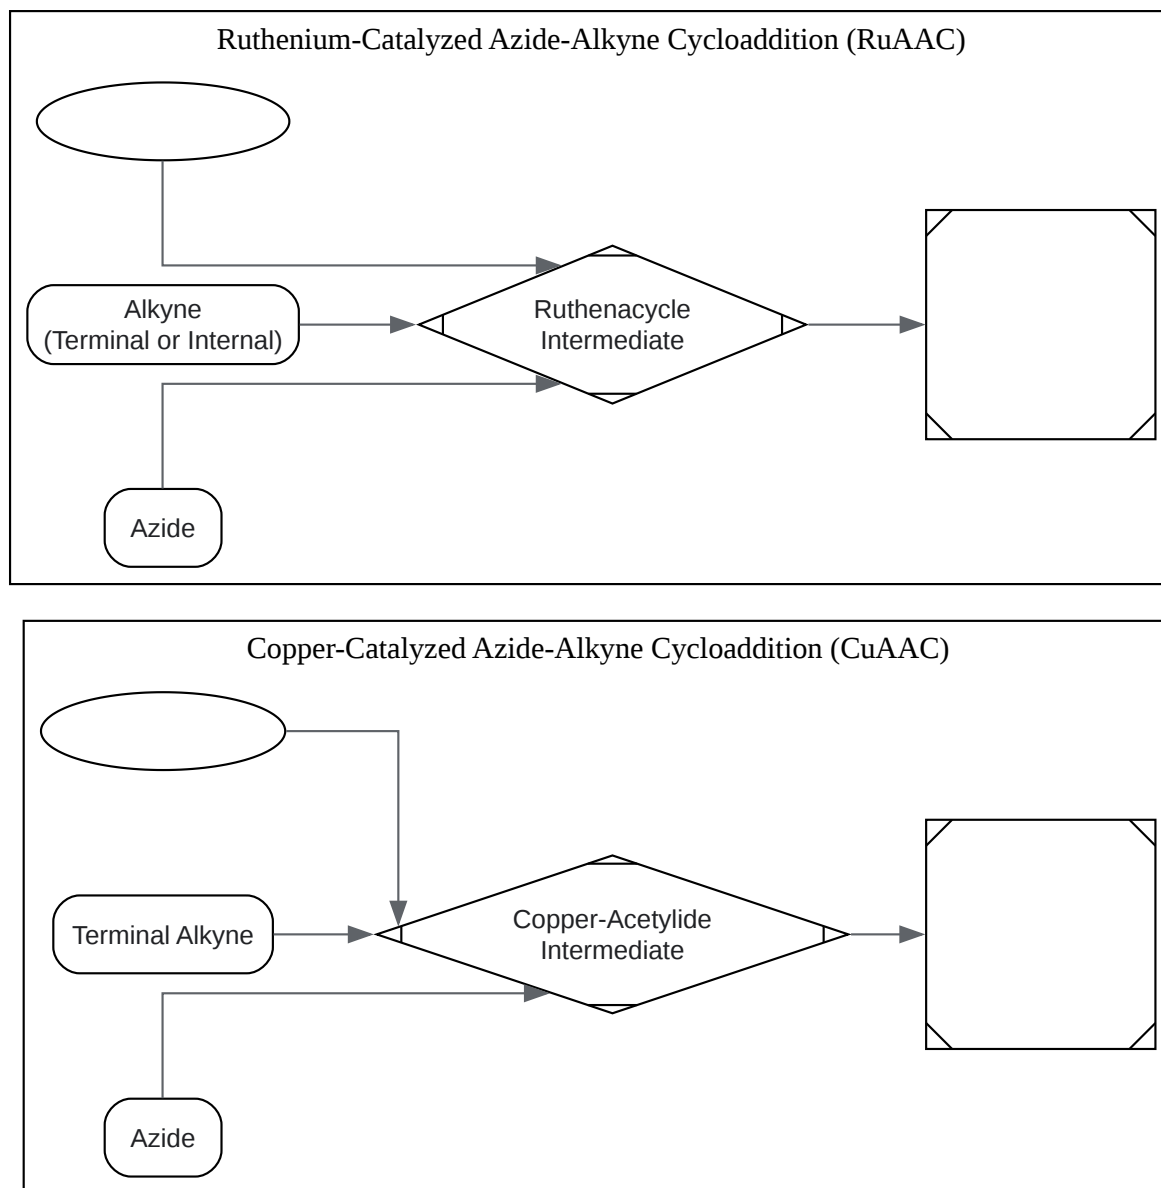 Ruthenium-Catalyzed Azide-Alkyne Cycloaddition (RuAAC)
Alkyne
(Terminal or Internal)
Ruthenacycle
Intermediate
Azide
Copper-Catalyzed Azide-Alkyne Cycloaddition (CuAAC)
Terminal Alkyne
Copper-Acetylide
Intermediate
Azide